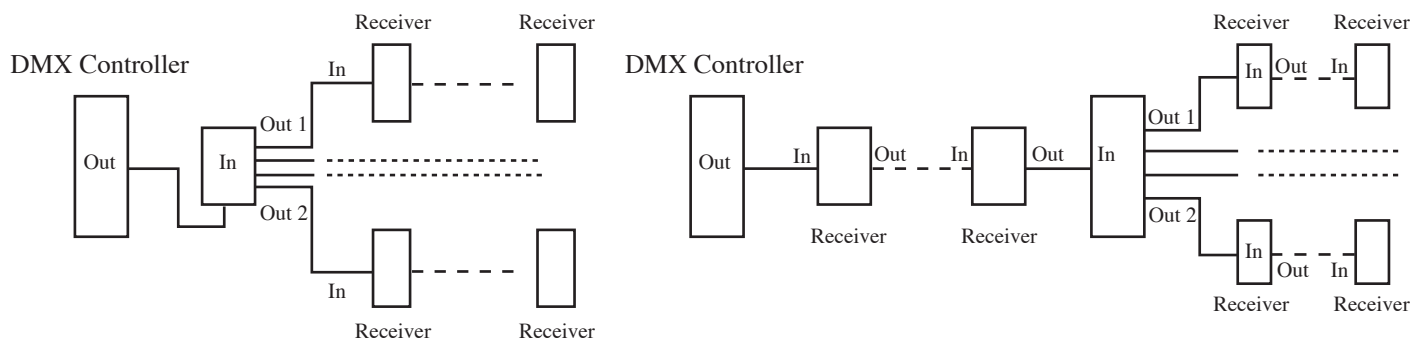 Receiver
Receiver
DMX Controller
In
Out 1
Out
In
Out 2
In
Receiver
Receiver
Receiver
Receiver
DMX Controller
In
Out
In
Out 1
Out
In
Out
In
Out
In
Receiver
Receiver
Out 2
In
Out
In
Receiver
Receiver